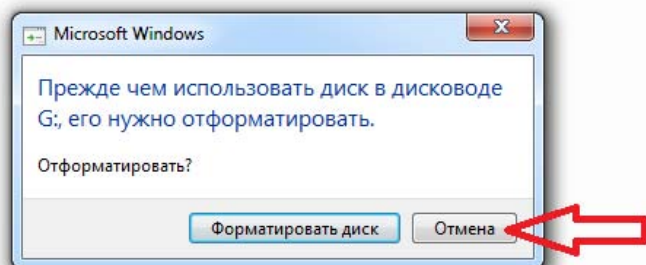 Microsoft Windows
Прежде чем использовать диск в дисководе
G:, его нужно отформатировать.
Отформатировать?
Форматировать диск Отмена